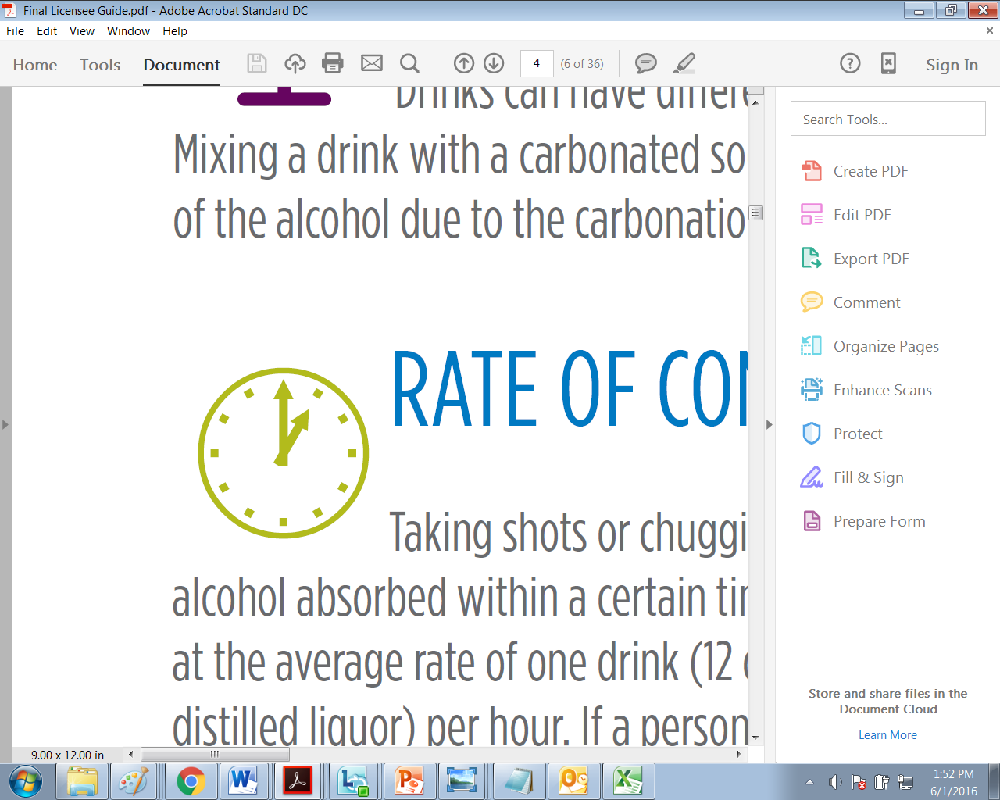 Final Licensee Guide.pdf - Adobe Acrobat Standard DC
File Edit View Window Help
Home Tools Document 4 (6 of 36) Sign In
Drinks can have differe
Mixing a drink with a carbonated so
of the alcohol due to the carbonatio
RATE OF CON
Taking shots or chuggi
alcohol absorbed within a certain tin
at the average rate of one drink (12 o
distilled liquor) per hour. If a person
9.00 x 12.00 in
Search Tools...
Create PDF
Edit PDF
Export PDF
Comment
Organize Pages
Enhance Scans
Protect
Fill & Sign
Prepare Form
Store and share files in the
Document Cloud
Learn More
1:52 PM
6/1/2016